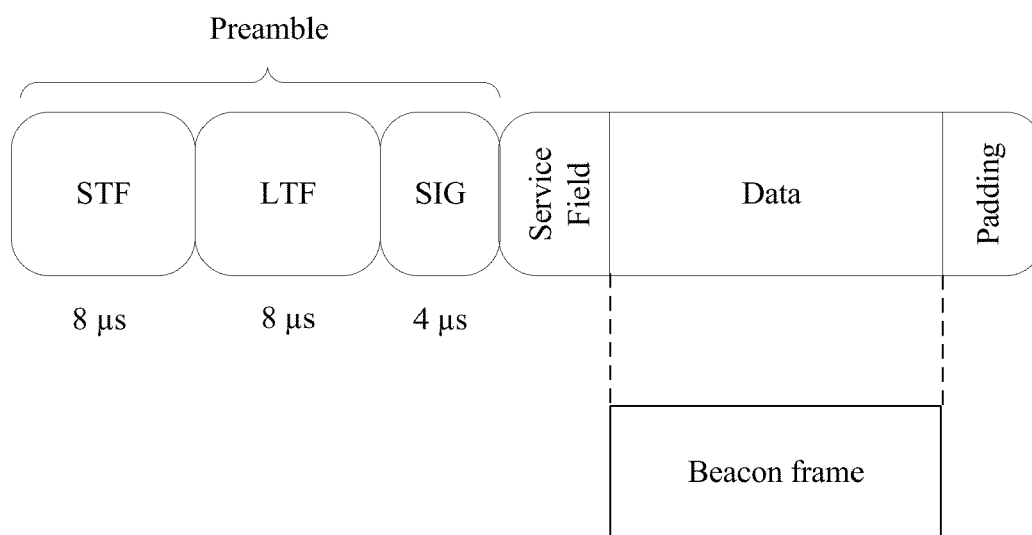 Preamble
STF
LTF
SIG
Service
Field
Data
Padding
8 µs
8 µs
4 µs
Beacon frame